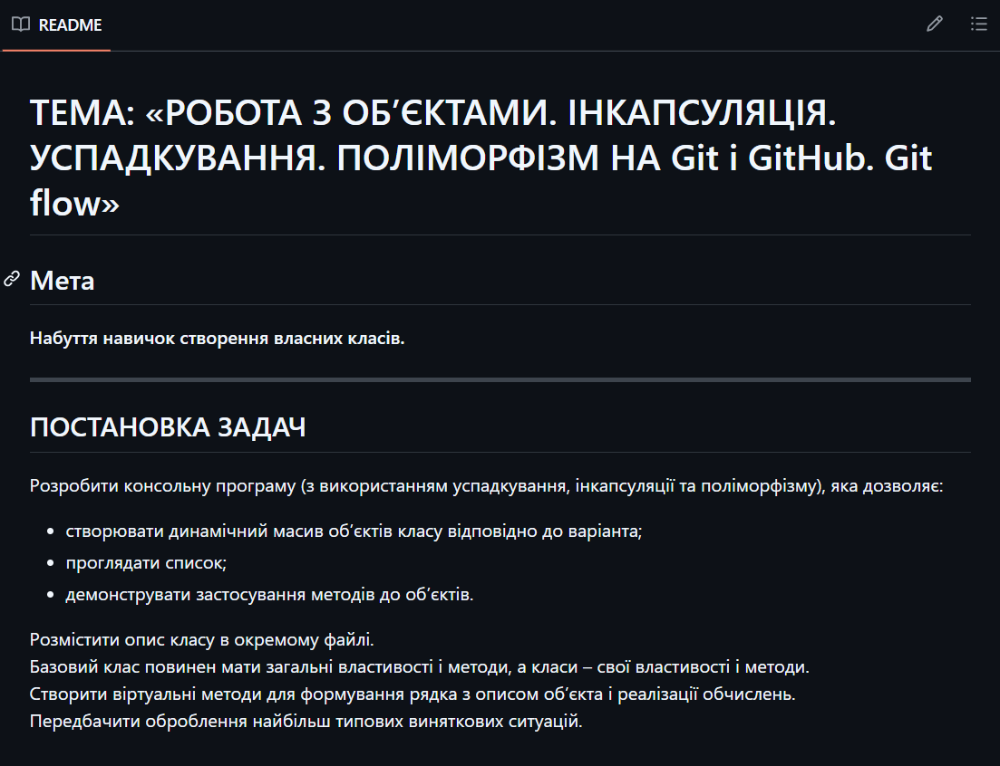 README
ТЕМА: «РОБОТА З ОБ’ЄКТАМИ. ІНКАПСУЛЯЦІЯ.
УСПАДКУВАННЯ. ПОЛІМОРФІЗМ НА Git і GitHub. Git
flow»
Мета
Набуття навичок створення власних класів.
ПОСТАНОВКА ЗАДАЧ
Розробити консольну програму (з використанням успадкування, інкапсуляції та поліморфізму), яка дозволяє:
• створювати динамічний масив об’єктів класу відповідно до варіанта;
• проглядати список;
• демонструвати застосування методів до об’єктів.
Розмістити опис класу в окремому файлі.
Базовий клас повинен мати загальні властивості і методи, а класи – свої властивості і методи.
Створити віртуальні методи для формування рядка з описом об’єкта і реалізації обчислень.
Передбачити оброблення найбільш типових виняткових ситуацій.